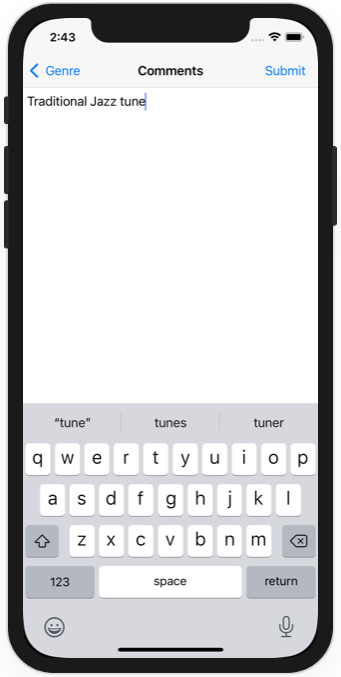 2:43
Genre Comments Submit
Traditional Jazz tune
“tune” tunes tuner
q w e r t y u i o p
a s d f g h j k l
z x c v b n m
123 space return